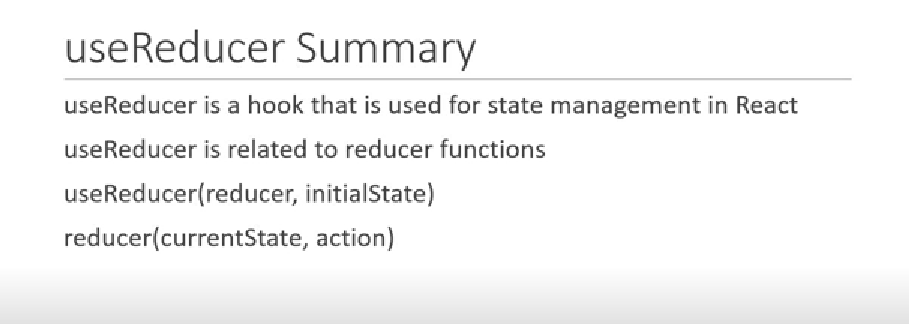 useReducer Summary
useReducer is a hook that is used for state management in React
useReducer is related to reducer functions
useReducer(reducer, initialState)
reducer(currentState, action)